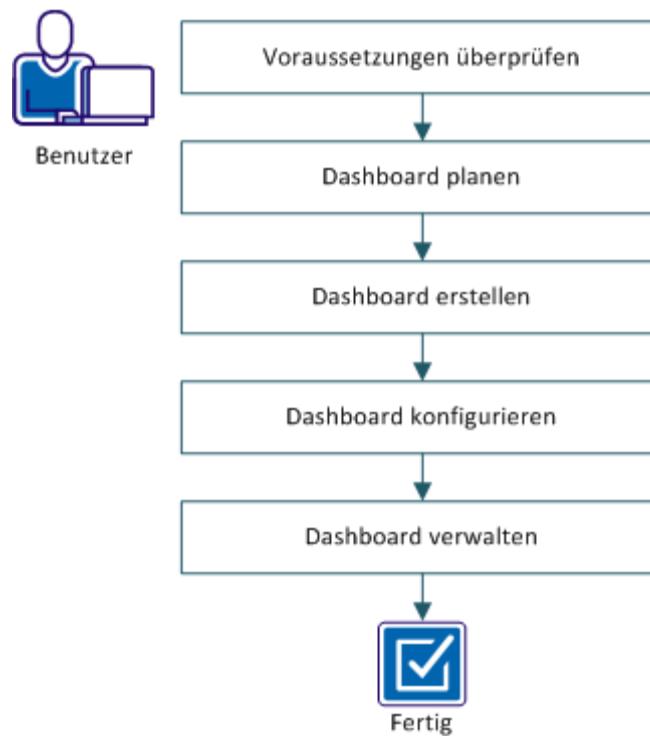 Voraussetzungen überprüfen
Benutzer
Dashboard planen
Dashboard erstellen
Dashboard konfigurieren
Dashboard verwalten
Fertig